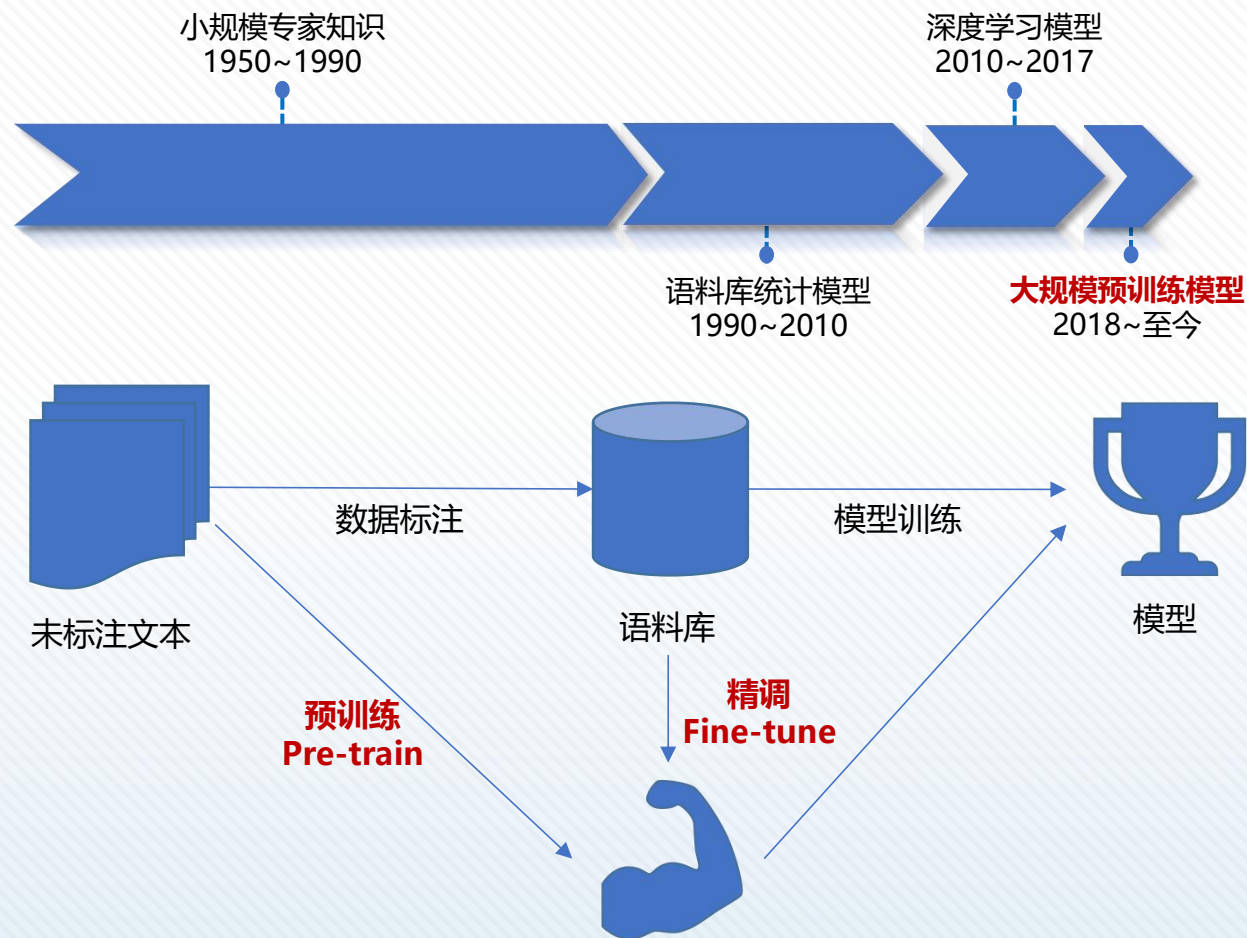 小规模专家知识
1950~1990
深度学习模型
2010~2017
语料库统计模型
1990~2010
大规模预训练模型
2018~至今
数据标注
模型训练
未标注文本
语料库
模型
预训练
Pre-train
精调
Fine-tune